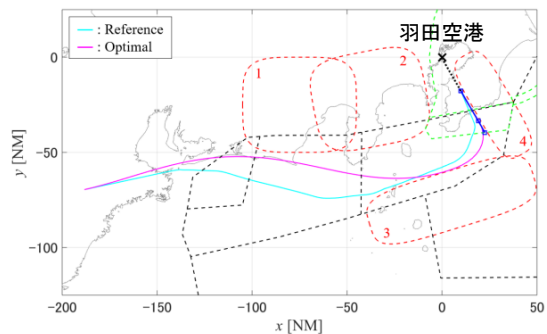 : Reference
: Optimal
羽田空港
1
2
3
4
0
−50
−100
y [NM]
−200
−150
−100
−50
0
50
x [NM]